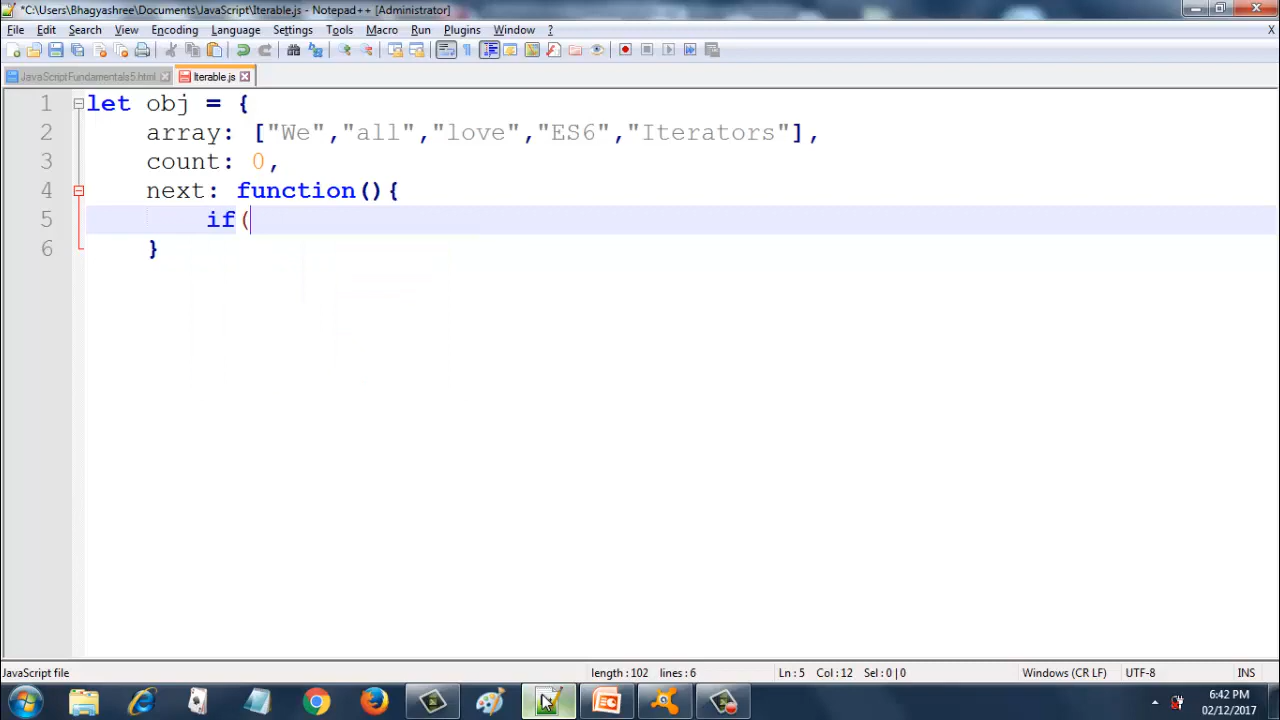 *C:\Users\Bhagyashree\Documents\JavaScript\Iterable.js - Notepad++ [Administrator]
File Edit Search View Encoding Language Settings Tools Macro Run Plugins Window ? X
JavaScriptFundamentals5.html Iterable.js
1 let obj = {
2 array: ["We","all","love","ES6","Iterators"],
3 count: 0,
4 next: function(){
5 if(
6 }
JavaScript file length : 102 lines : 6 Ln : 5 Col : 12 Sel : 0 | 0 Windows (CR LF) UTF-8 INS
6:42 PM
02/12/2017